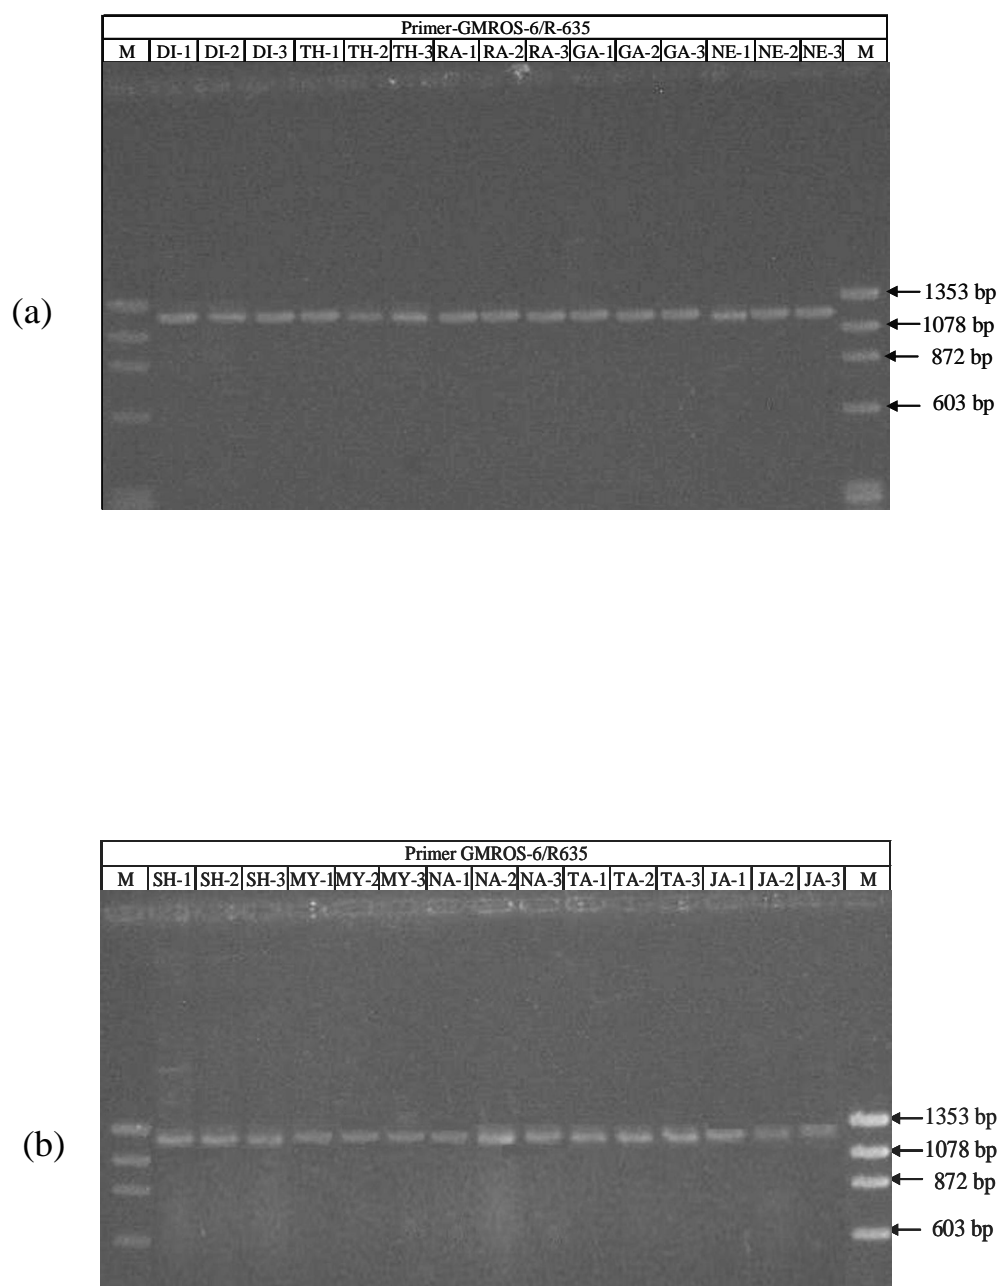 Primer-GMROS-6/R-635
M DI-1 DI-2 DI-3 TH-1 TH-2 TH-3 RA-1 RA-2 RA-3 GA-1 GA-2 GA-3 NE-1 NE-2 NE-3 M
(a)
1353 bp
1078 bp
872 bp
603 bp
Primer GMROS-6/R635
M SH-1 SH-2 SH-3 MY-1 MY-2 MY-3 NA-1 NA-2 NA-3 TA-1 TA-2 TA-3 JA-1 JA-2 JA-3 M
(b)
1353 bp
1078 bp
872 bp
603 bp